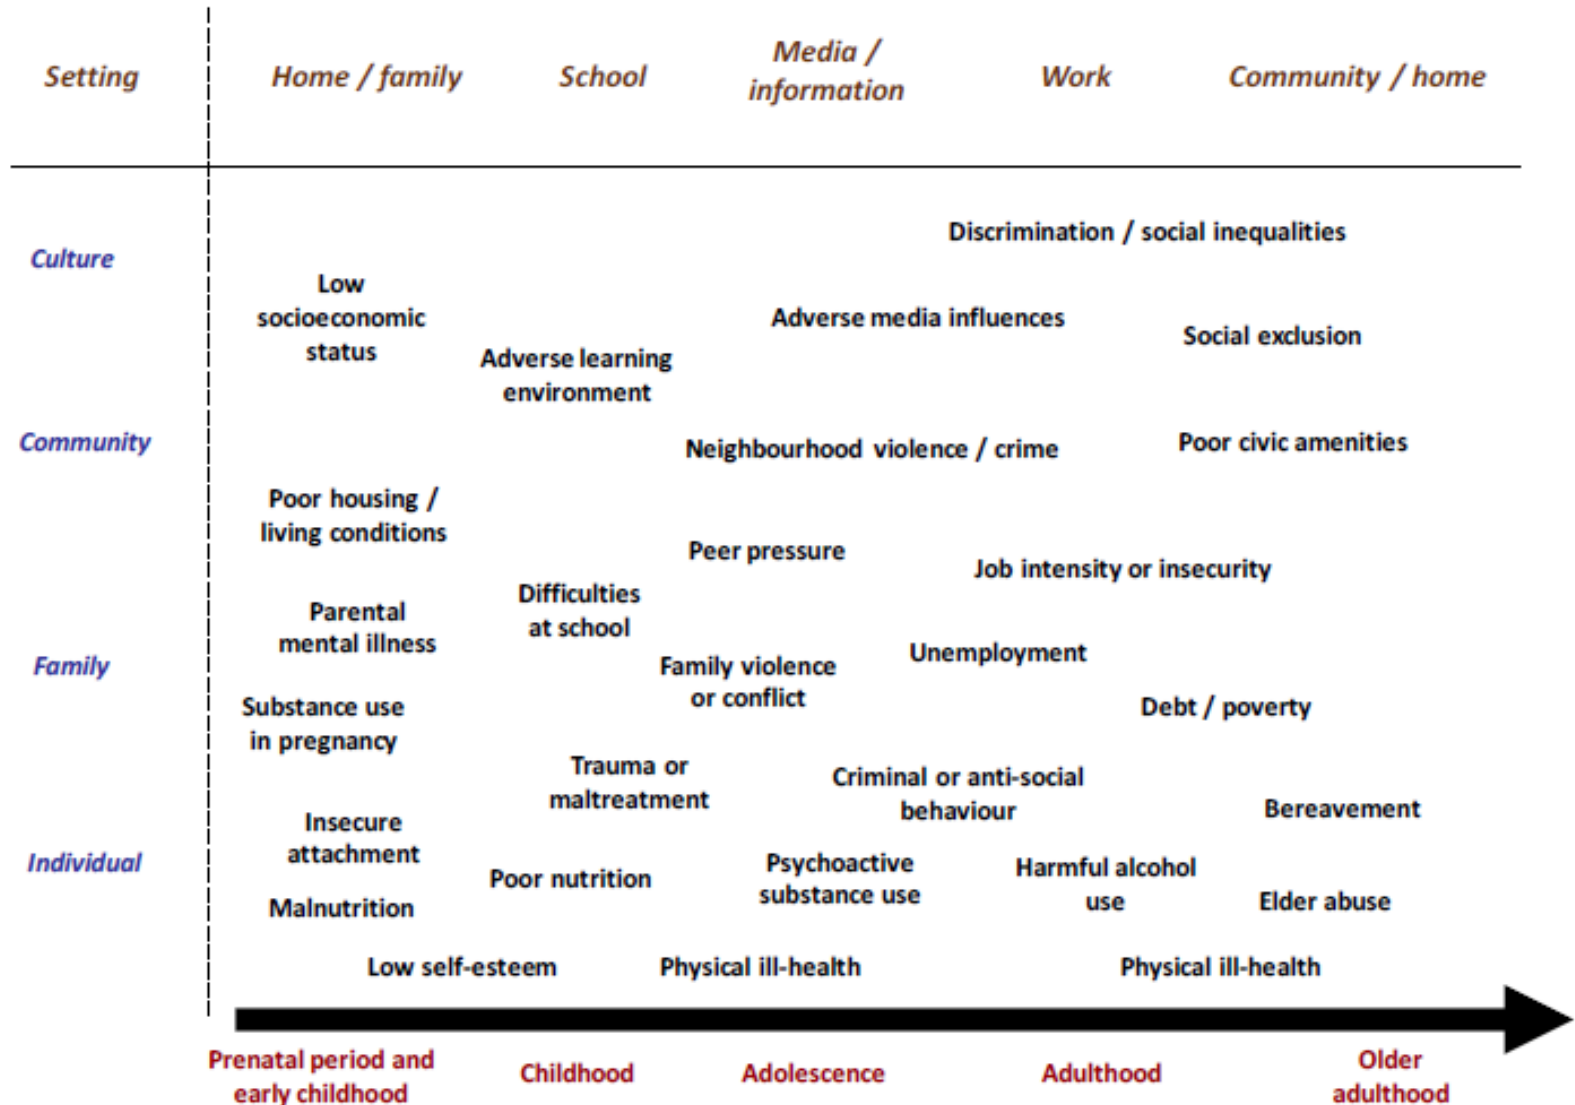 Setting
Home / family
School
Media /
information
Work
Community / home
Culture
Discrimination / social inequalities
Low
socioeconomic
status
Adverse media influences
Social exclusion
Adverse learning
environment
Community
Neighbourhood violence / crime
Poor civic amenities
Poor housing /
living conditions
Peer pressure
Job intensity or insecurity
Difficulties
at school
Parental
mental illness
Family
Family violence
or conflict
Unemployment
Substance use
in pregnancy
Debt / poverty
Trauma or
maltreatment
Criminal or anti-social
behaviour
Bereavement
Insecure
attachment
Individual
Poor nutrition
Psychoactive
substance use
Harmful alcohol
use
Elder abuse
Malnutrition
Low self-esteem
Physical ill-health
Physical ill-health
Prenatal period and
early childhood
Childhood
Adolescence
Adulthood
Older
adulthood